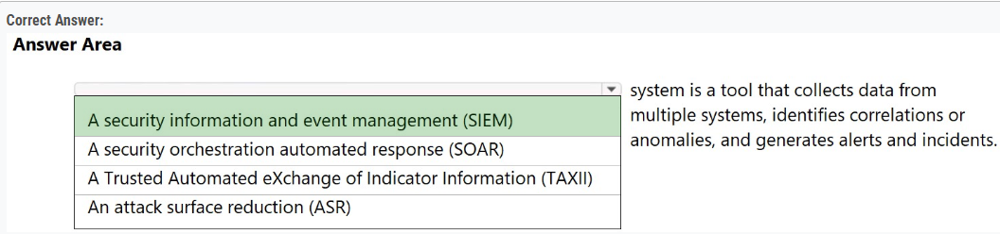 Correct Answer:
Answer Area
system is a tool that collects data from
multiple systems, identifies correlations or
anomalies, and generates alerts and incidents.
A security information and event management (SIEM)
A security orchestration automated response (SOAR)
A Trusted Automated eXchange of Indicator Information (TAXII)
An attack surface reduction (ASR)